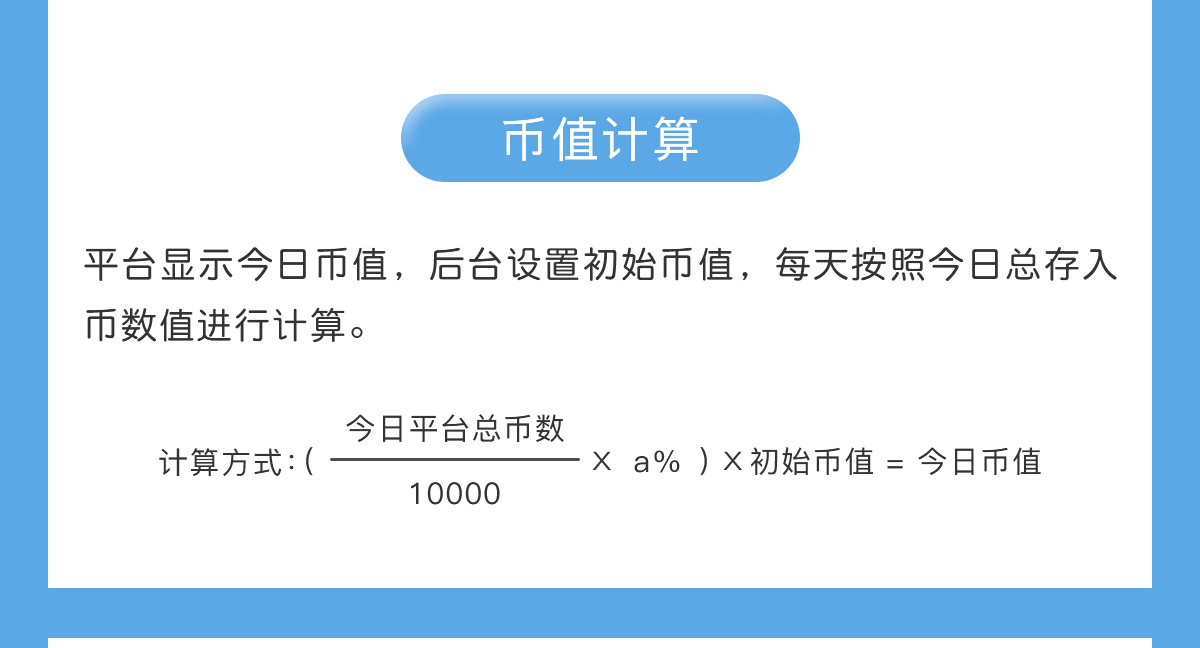 币值计算
平台显示今日币值，后台设置初始币值，每天按照今日总存入
币数值进行计算。
今日平台总币数
计算方式:( × a% ) ×初始币值 = 今日币值
10000